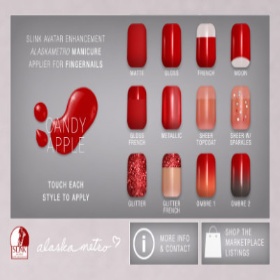 SLINK AVATAR ENHANCEMENT
ALASKAMETRO MANICURE
APPLIER FOR FINGERNAILS
MATTE
GLOSS
FRENCH
MOON
CANDY
APPLE
GLOSS
FRENCH
METALLIC
SHEER
TOPCOAT
SHEER W/
SPARKLES
TOUCH EACH
STYLE TO APPLY
GLITTER
GLITTER
FRENCH
OMBRE 1
OMBRE 2
SLINK
alaskametro
MORE INFO
& CONTACT
SHOP THE
MARKETPLACE
LISTINGS